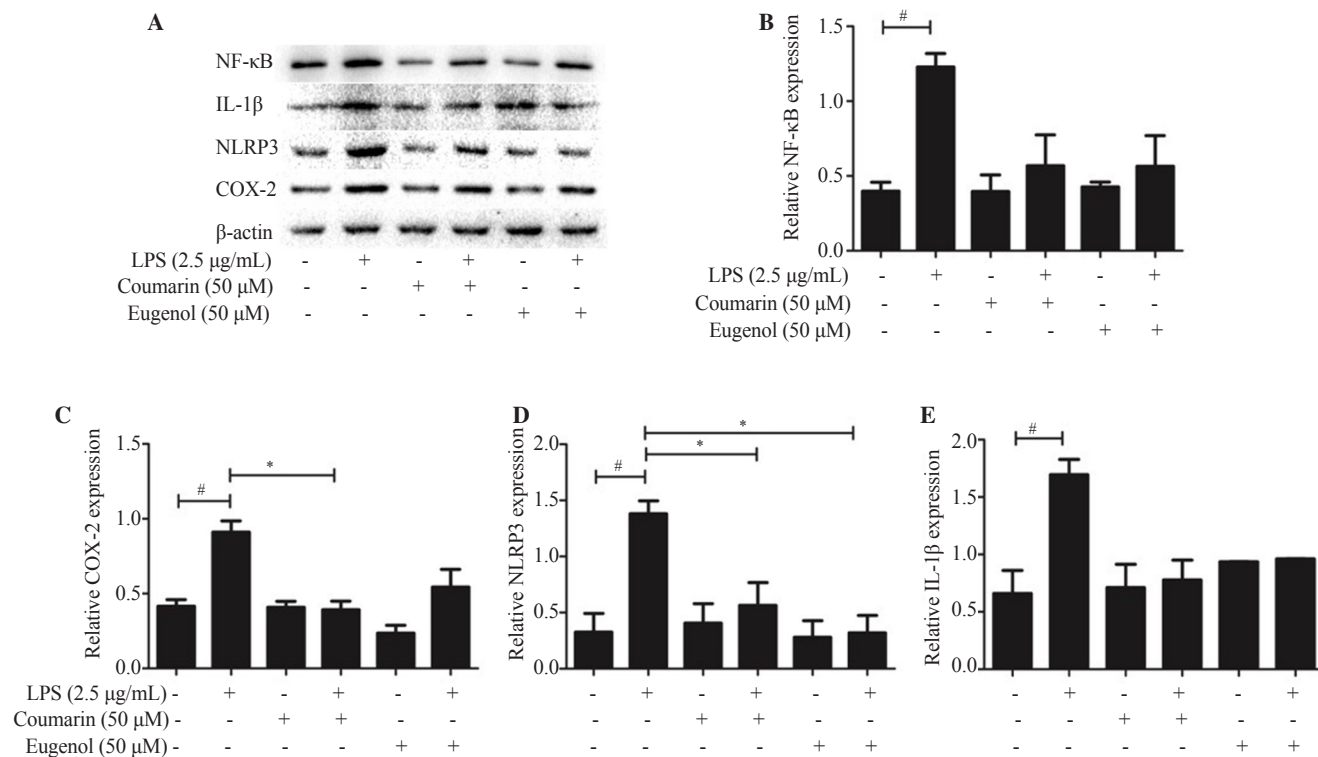 A
NF-κB
IL-1β
NLRP3
COX-2
β-actin
LPS (2.5 μg/mL) - + - + - +
Coumarin (50 μM) - - + + - -
Eugenol (50 μM) - - - - + +
B
Relative NF-κB expression
1.5
1.0
0.5
0.0
#
LPS (2.5 μg/mL) - + - + - +
Coumarin (50 μM) - - + + - -
Eugenol (50 μM) - - - - + +
C
Relative COX-2 expression
1.5
1.0
0.5
0.0
#
*
LPS (2.5 μg/mL) - + - + - +
Coumarin (50 μM) - - + + - -
Eugenol (50 μM) - - - - + +
D
Relative NLRP3 expression
2.0
1.5
1.0
0.5
0.0
#
*
*
- + - + - +
- - + + - -
- - - - + +
E
Relative IL-1β expression
2.0
1.5
1.0
0.5
0.0
#
- + - + - +
- - + + - -
- - - - + +